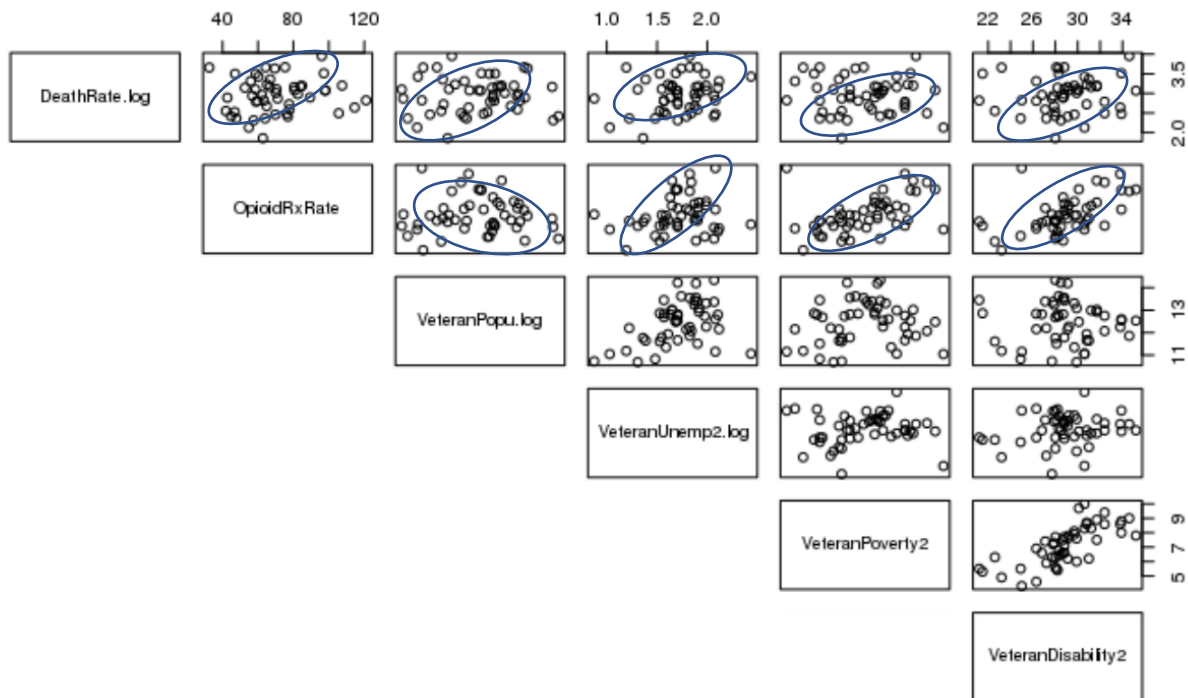 40 80 120 1.0 1.5 2.0 22 26 30 34
DeathRate.log
3.5
2.0
OpioidRxRate
VeteranPopu.log
13
11
VeteranUnemp2.log
VeteranPoverty2
9
7
5
VeteranDisability2